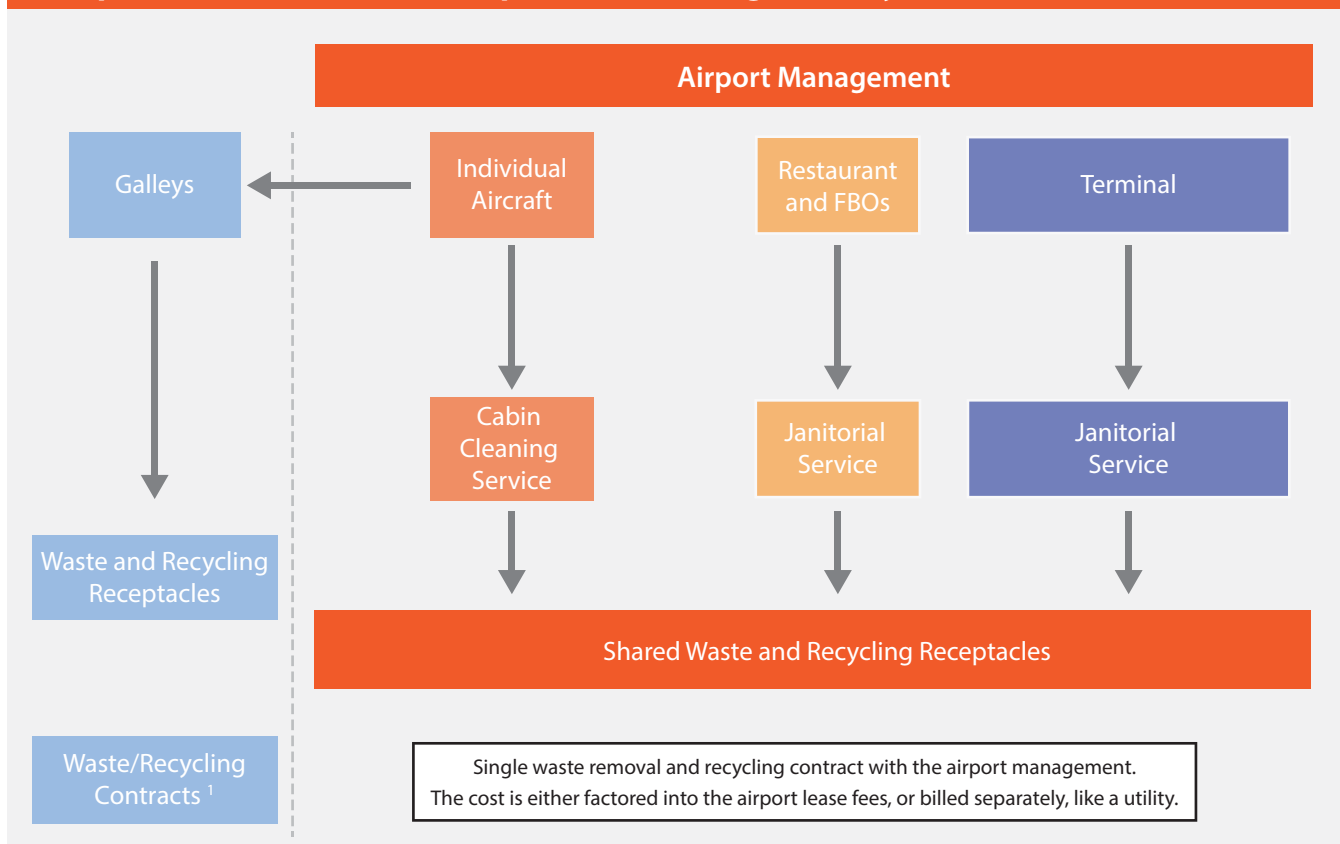 Airport Management
Galleys
Individual
Aircraft
Restaurant
and FBOs
Terminal
Cabin
Cleaning
Service
Janitorial
Service
Janitorial
Service
Waste and Recycling
Receptacles
Shared Waste and Recycling Receptacles
Waste/Recycling
Contracts 1
Single waste removal and recycling contract with the airport management.
The cost is either factored into the airport lease fees, or billed separately, like a utility.